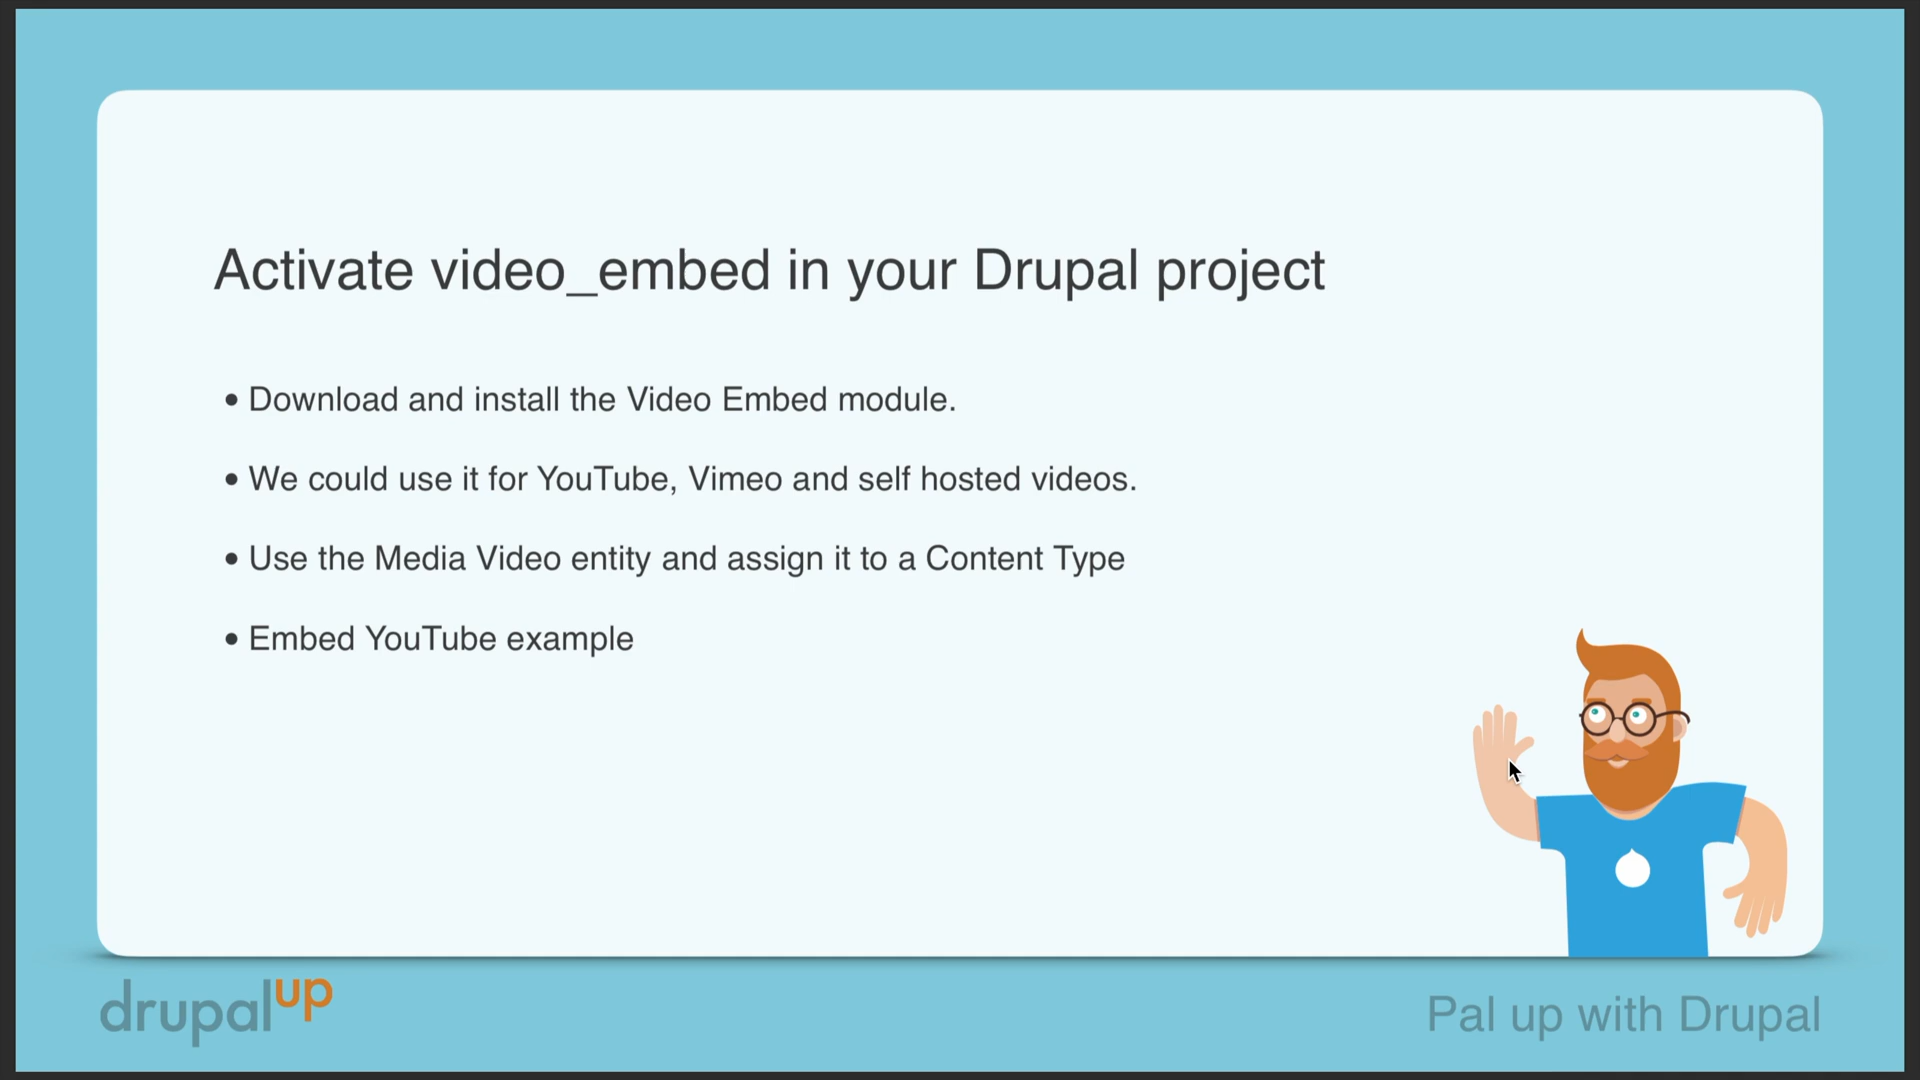 Activate video_embed in your Drupal project
• Download and install the Video Embed module.
• We could use it for YouTube, Vimeo and self hosted videos.
• Use the Media Video entity and assign it to a Content Type
• Embed YouTube example
drupalup
Pal up with Drupal